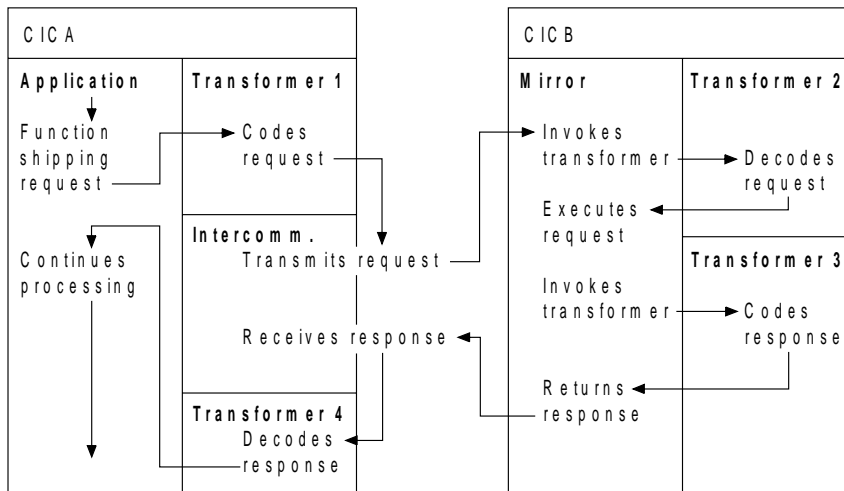 CICA
Application
Function
shipping
request
Continues
processing
Transformer 1
Codes
request
Intercomm.
Transmits request
Receives response
Transformer 4
Decodes
response
CICB
Mirror
Invokes
transformer
Executes
request
Invokes
transformer
Returns
response
Transformer 2
Decodes
request
Transformer 3
Codes
response